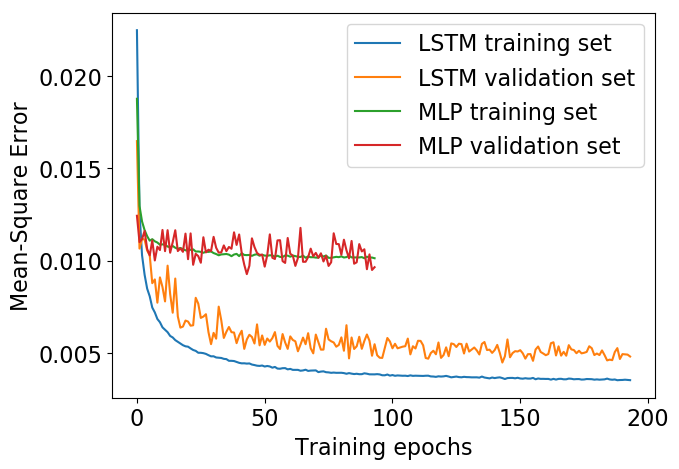 LSTM training set
LSTM validation set
MLP training set
MLP validation set
Mean-Square Error
0.020
0.015
0.010
0.005
0 50 100 150 200
Training epochs